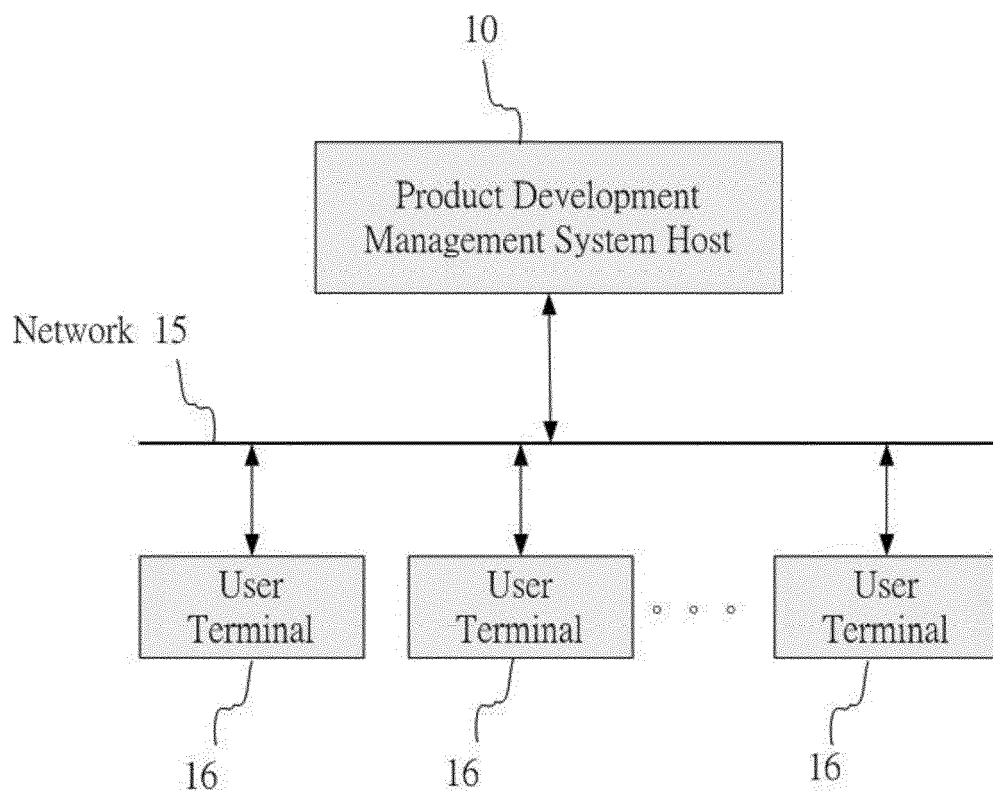 10
Product Development
Management System Host
Network 15
User
Terminal
User
Terminal
User
Terminal
16
16
16